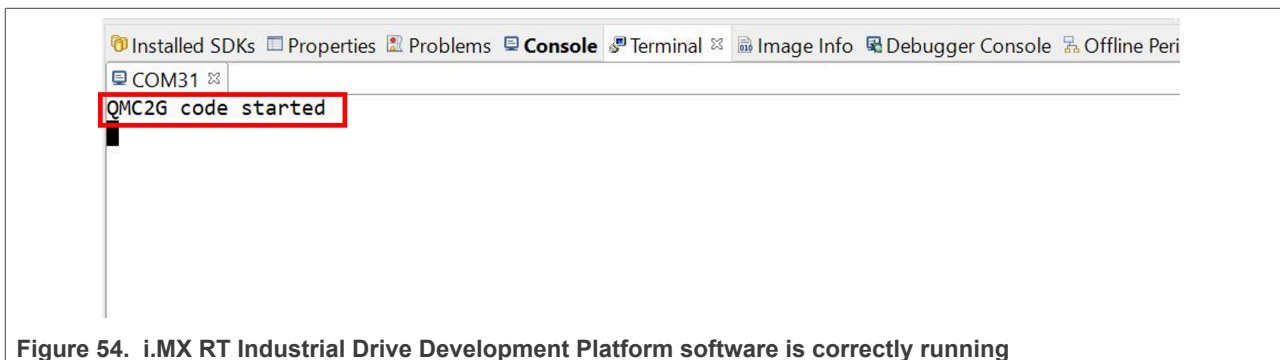 Installed SDKs Properties Problems Console Terminal Image Info Debugger Console Offline Peri
COM31
QMC2G code started
Figure 54. i.MX RT Industrial Drive Development Platform software is correctly running